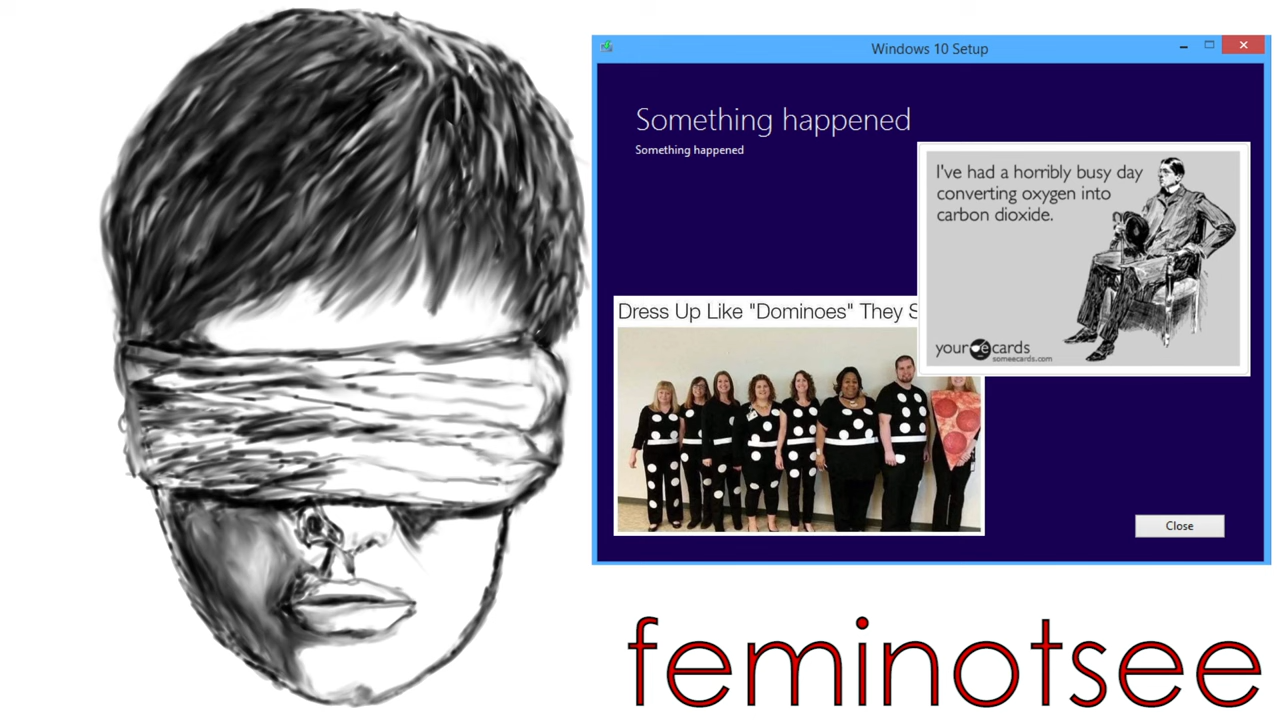 Windows 10 Setup
Something happened
Something happened
I've had a horribly busy day
converting oxygen into
carbon dioxide.
your e cards
someecards.com
Dress Up Like "Dominoes" They S
Close
feminotsee